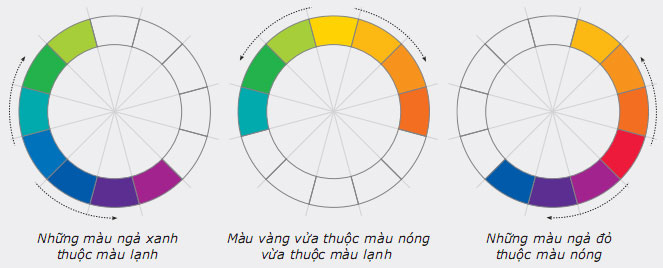 Những màu ngả xanh
thuộc màu lạnh
Màu vàng vừa thuộc màu nóng
vừa thuộc màu lạnh
Những màu ngả đỏ
thuộc màu nóng